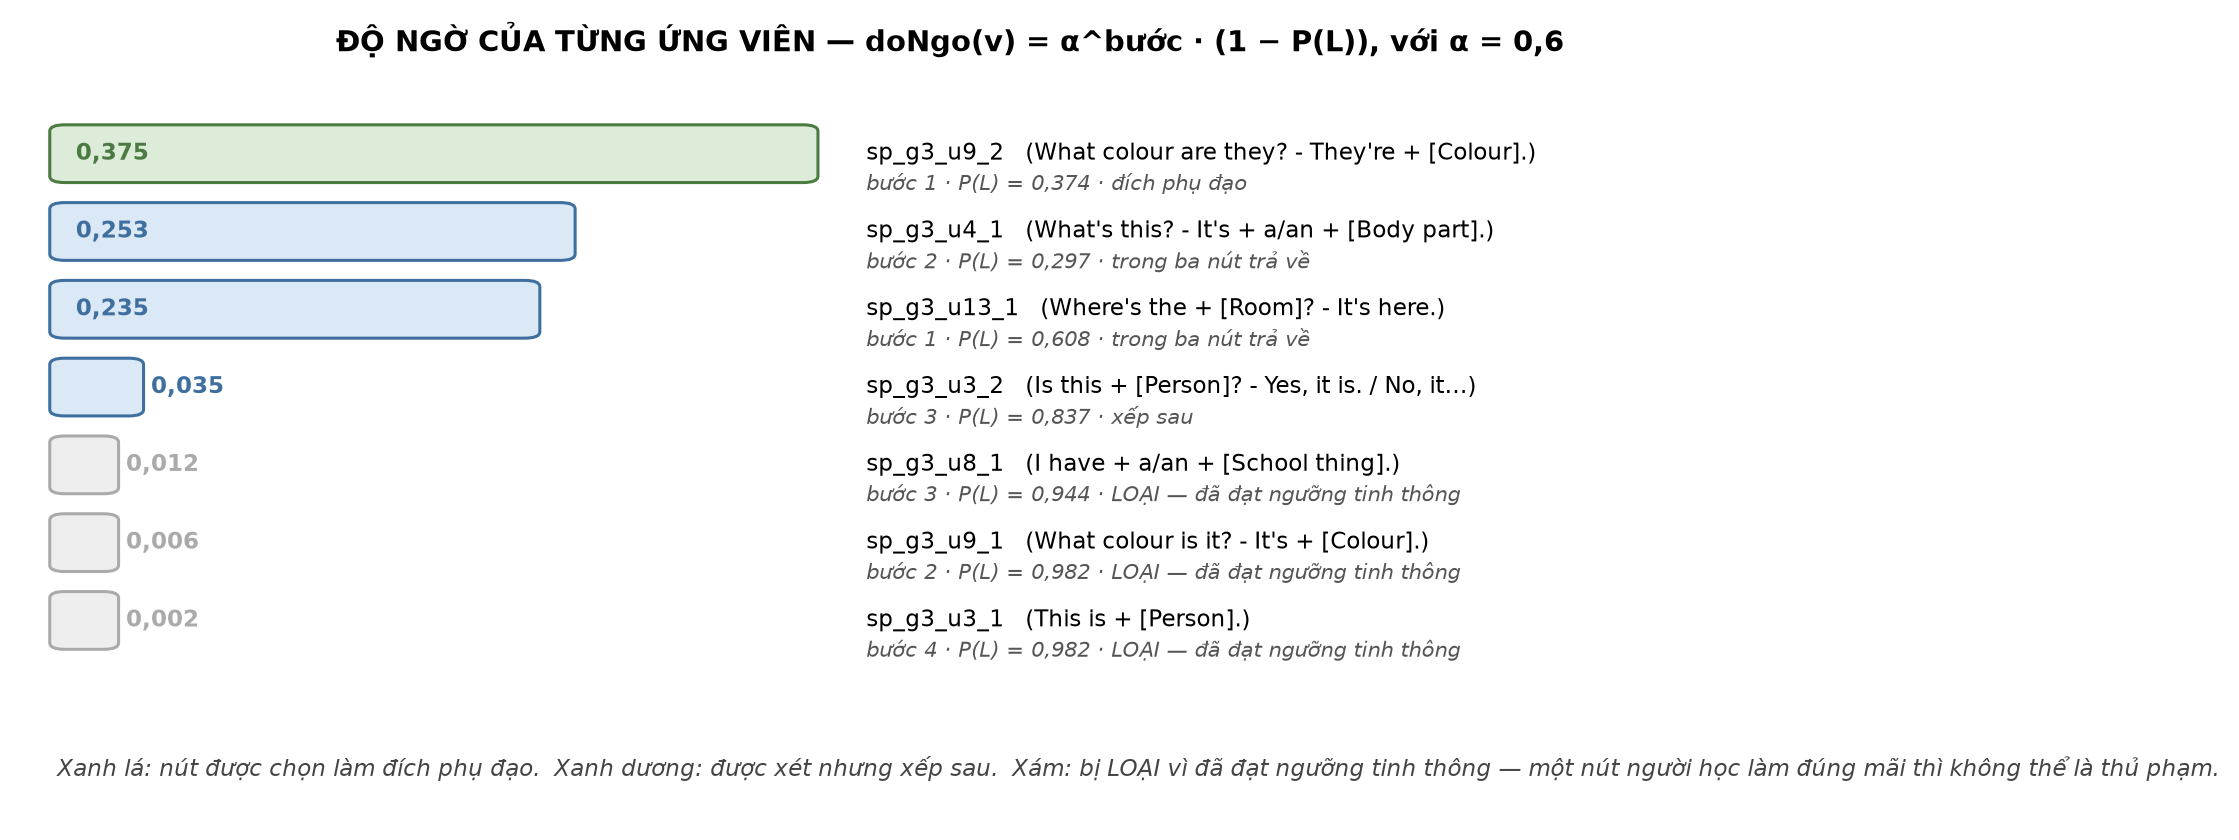 ĐỘ NGỜ CỦA TỪNG ỨNG VIÊN — doNgo(v) = α^bước · (1 − P(L)), với α = 0,6
0,375
sp_g3_u9_2 (What colour are they? - They're + [Colour].)
bước 1 · P(L) = 0,374 · đích phụ đạo
0,253
sp_g3_u4_1 (What's this? - It's + a/an + [Body part].)
bước 2 · P(L) = 0,297 · trong ba nút trả về
0,235
sp_g3_u13_1 (Where's the + [Room]? - It's here.)
bước 1 · P(L) = 0,608 · trong ba nút trả về
0,035
sp_g3_u3_2 (Is this + [Person]? - Yes, it is. / No, it…)
bước 3 · P(L) = 0,837 · xếp sau
0,012
sp_g3_u8_1 (I have + a/an + [School thing].)
bước 3 · P(L) = 0,944 · LOẠI — đã đạt ngưỡng tinh thông
0,006
sp_g3_u9_1 (What colour is it? - It's + [Colour].)
bước 2 · P(L) = 0,982 · LOẠI — đã đạt ngưỡng tinh thông
0,002
sp_g3_u3_1 (This is + [Person].)
bước 4 · P(L) = 0,982 · LOẠI — đã đạt ngưỡng tinh thông
Xanh lá: nút được chọn làm đích phụ đạo. Xanh dương: được xét nhưng xếp sau. Xám: bị LOẠI vì đã đạt ngưỡng tinh thông — một nút người học làm đúng mãi thì không thể là thủ phạm.